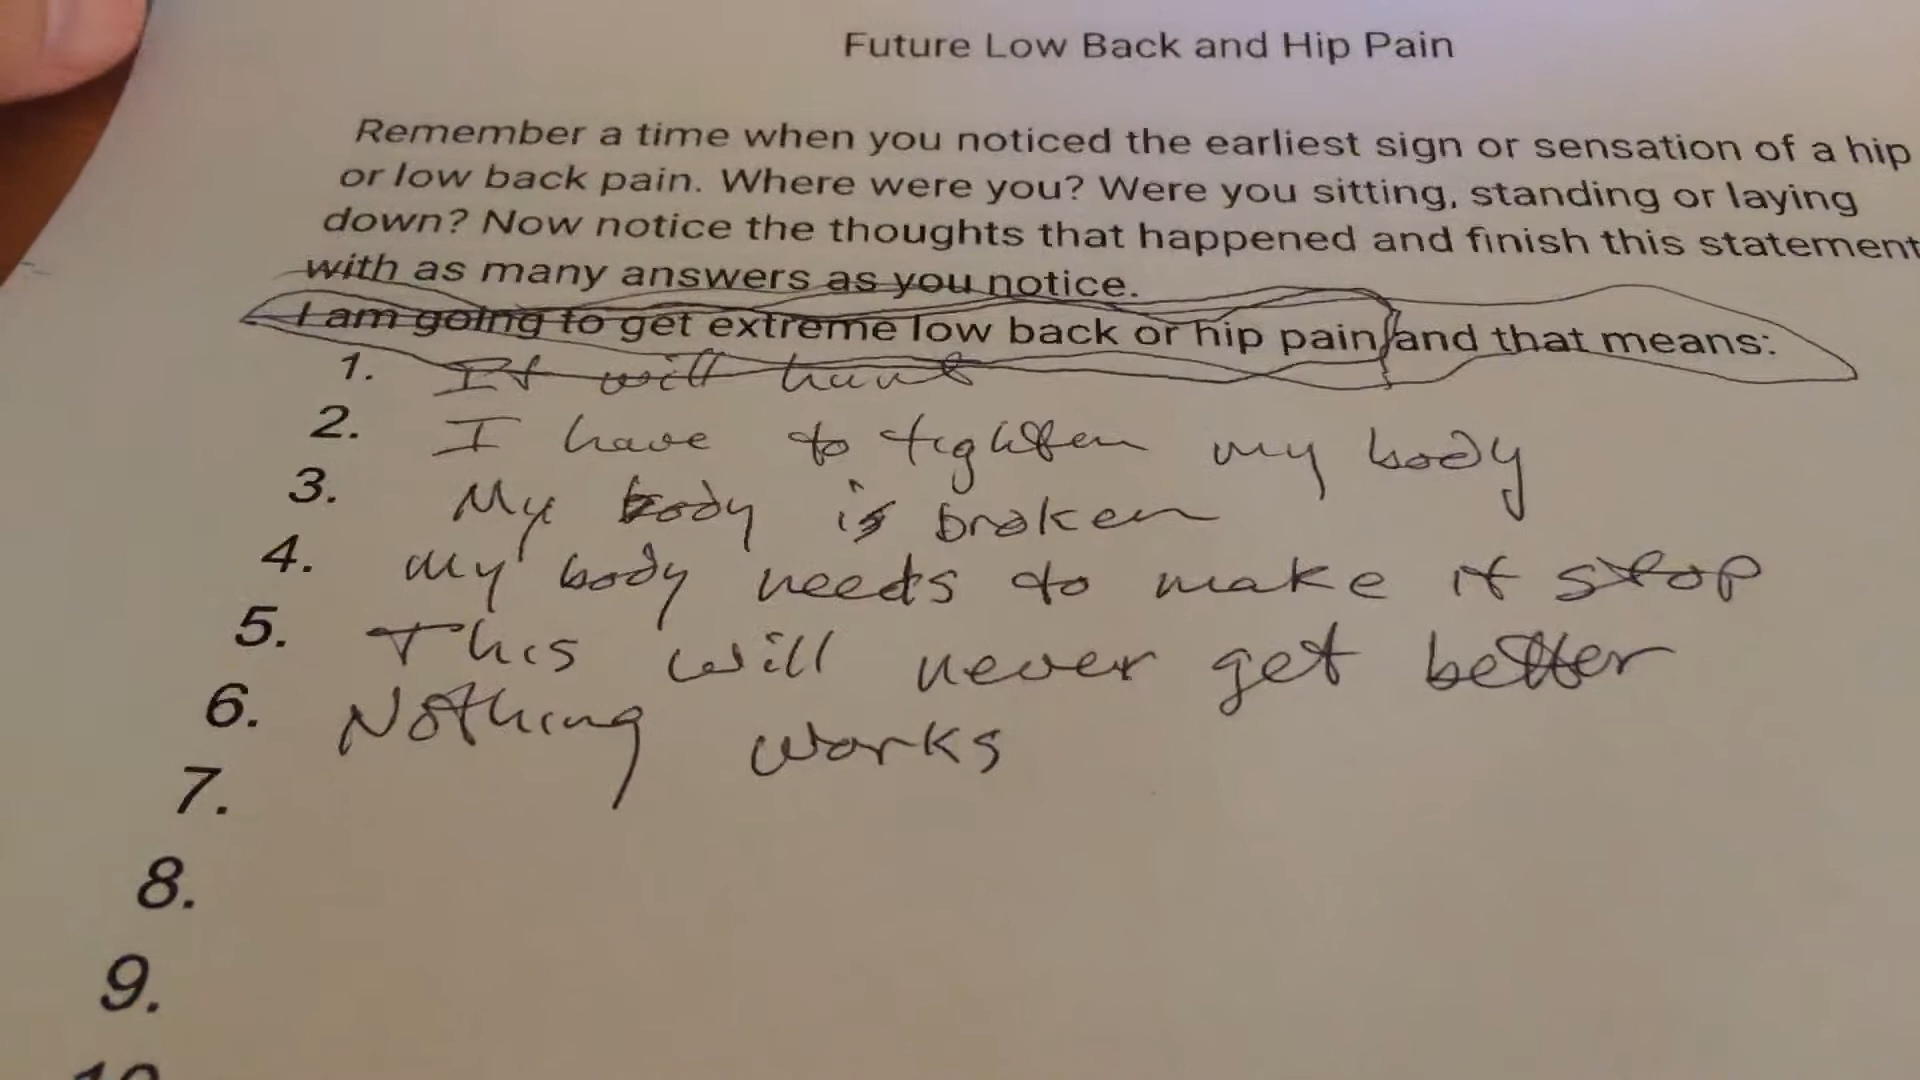 Future Low Back and Hip Pain
Remember a time when you noticed the earliest sign or sensation of a hip
or low back pain. Where were you? Were you sitting, standing or laying
down? Now notice the thoughts that happened and finish this statement
with as many answers as you notice.
I am going to get extreme low back or hip pain and that means:
1. It will hurt
2. I have to tighten my body
3. My body is broken
4. My body needs to make it stop
5. This will never get better
6. Nothing works
7.
8.
9.
10